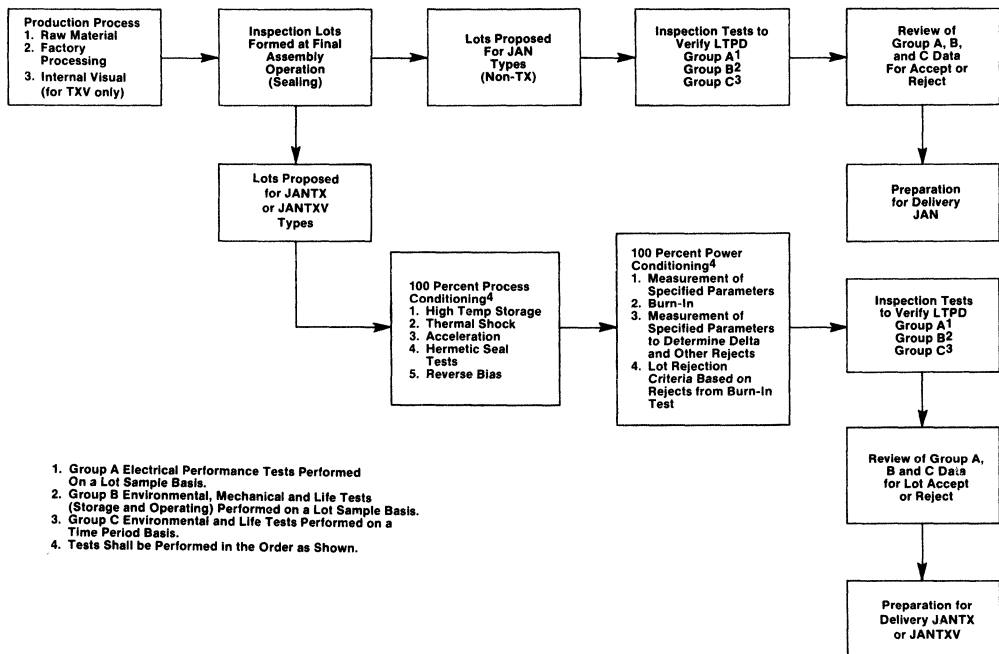 Production Process
1. Raw Material
2. Factory
Processing
3. Internal Visual
(for TXV only)
Inspection Lots
Formed at Final
Assembly
Operation
(Sealing)
Lots Proposed
For JAN
Types
(Non-TX)
Inspection Tests to
Verify LTPD
Group A1
Group B2
Group C3
Review of
Group A, B,
and C Data
For Accept or
Reject
Lots Proposed
for JANTX
or JANTXV
Types
Preparation
for Delivery
JAN
100 Percent Process
Conditioning4
1. High Temp Storage
2. Thermal Shock
3. Acceleration
4. Hermetic Seal
Tests
5. Reverse Bias
100 Percent Power
Conditioning4
1. Measurement of
Specified Parameters
2. Burn-In
3. Measurement of
Specified Parameters
to Determine Delta
and Other Rejects
4. Lot Rejection
Criteria Based on
Rejects from Burn-In
Test
Inspection Tests
to Verify LTPD
Group A1
Group B2
Group C3
Review of Group A,
B and C Data
for Lot Accept
or Reject
Preparation for
Delivery JANTX
or JANTXV
1. Group A Electrical Performance Tests Performed
On a Lot Sample Basis.
2. Group B Environmental, Mechanical and Life Tests
(Storage and Operating) Performed on a Lot Sample Basis.
3. Group C Environmental and Life Tests Performed on a
Time Period Basis.
4. Tests Shall be Performed in the Order as Shown.